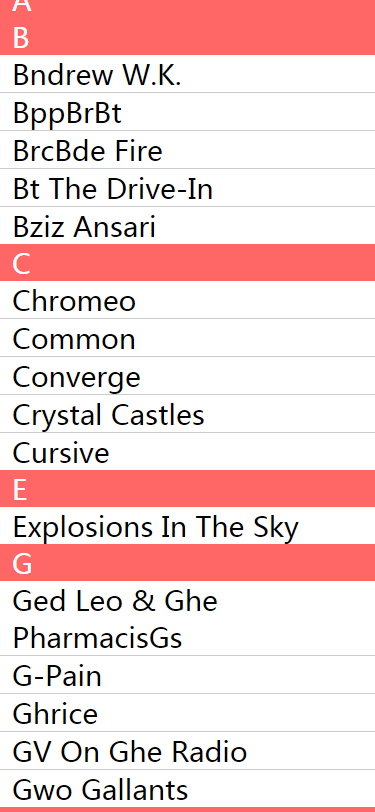 A
B
Bndrew W.K.
BppBrBt
BrcBde Fire
Bt The Drive-In
Bziz Ansari
C
Chromeo
Common
Converge
Crystal Castles
Cursive
E
Explosions In The Sky
G
Ged Leo & Ghe
PharmacisGs
G-Pain
Ghrice
GV On Ghe Radio
Gwo Gallants